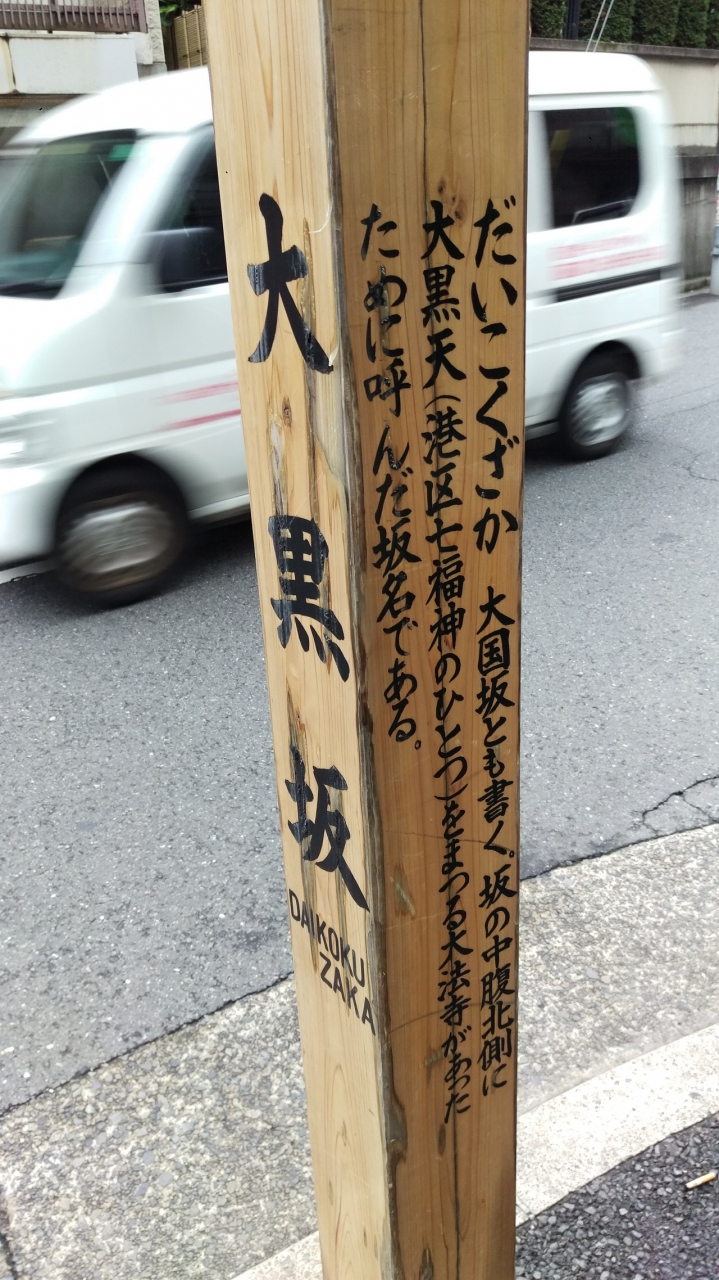 大黒坂
DAIKOKU
ZAKA
だいこくざか 大国坂とも書く。坂の中腹北側に
大黒天(港区七福神のひとつ)をまつる大法寺があった
ために呼んだ坂名である。